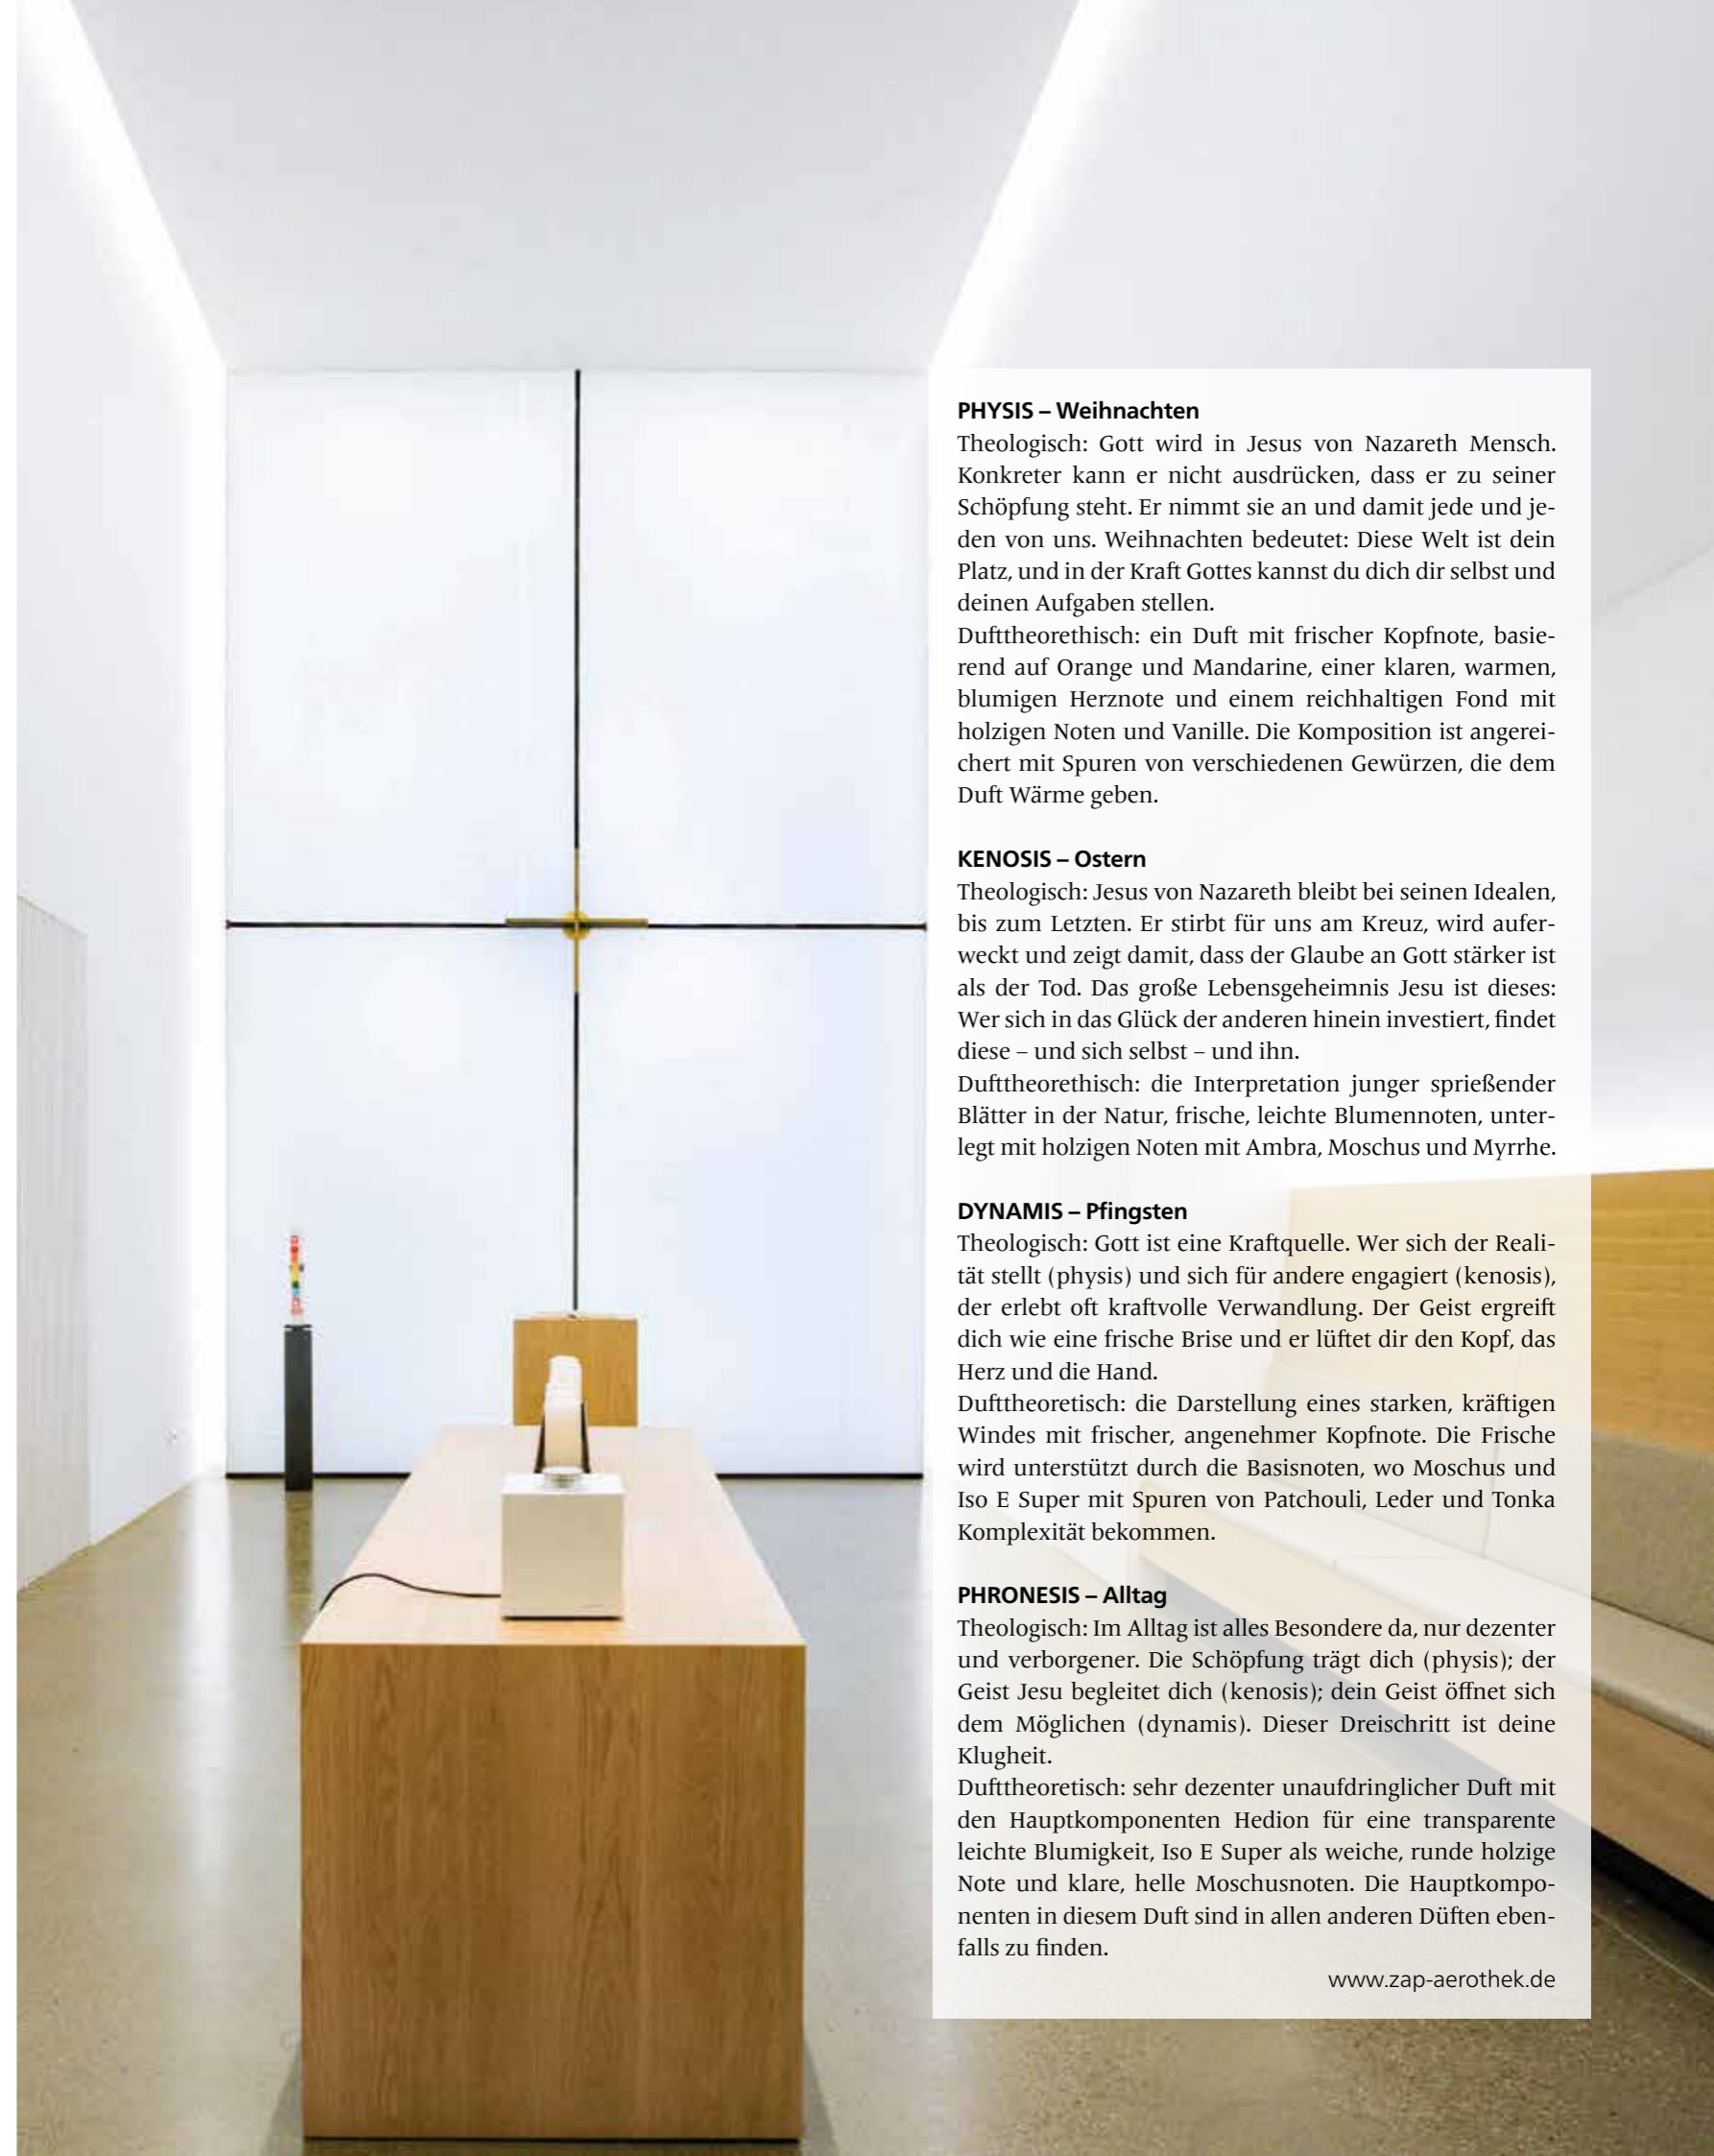 PHYSIS – Weihnachten
Theologisch: Gott wird in Jesus von Nazareth Mensch.
Konkreter kann er nicht ausdrücken, dass er zu seiner
Schöpfung steht. Er nimmt sie an und damit jede und je-
den von uns. Weihnachten bedeutet: Diese Welt ist dein
Platz, und in der Kraft Gottes kannst du dich dir selbst und
deinen Aufgaben stellen.
Dufttheorethisch: ein Duft mit frischer Kopfnote, basie-
rend auf Orange und Mandarine, einer klaren, warmen,
blumigen Herznote und einem reichhaltigen Fond mit
holzigen Noten und Vanille. Die Komposition ist angerei-
chert mit Spuren von verschiedenen Gewürzen, die dem
Duft Wärme geben.
KENOSIS – Ostern
Theologisch: Jesus von Nazareth bleibt bei seinen Idealen,
bis zum Letzten. Er stirbt für uns am Kreuz, wird aufer-
weckt und zeigt damit, dass der Glaube an Gott stärker ist
als der Tod. Das große Lebensgeheimnis Jesu ist dieses:
Wer sich in das Glück der anderen hinein investiert, findet
diese – und sich selbst – und ihn.
Dufttheorethisch: die Interpretation junger sprießender
Blätter in der Natur, frische, leichte Blumennoten, unter-
legt mit holzigen Noten mit Ambra, Moschus und Myrrhe.
DYNAMIS – Pfingsten
Theologisch: Gott ist eine Kraftquelle. Wer sich der Reali-
tät stellt (physis) und sich für andere engagiert (kenosis),
der erlebt oft kraftvolle Verwandlung. Der Geist ergreift
dich wie eine frische Brise und er lüftet dir den Kopf, das
Herz und die Hand.
Dufttheoretisch: die Darstellung eines starken, kräftigen
Windes mit frischer, angenehmer Kopfnote. Die Frische
wird unterstützt durch die Basisnoten, wo Moschus und
Iso E Super mit Spuren von Patchouli, Leder und Tonka
Komplexität bekommen.
PHRONESIS – Alltag
Theologisch: Im Alltag ist alles Besondere da, nur dezenter
und verborgener. Die Schöpfung trägt dich (physis); der
Geist Jesu begleitet dich (kenosis); dein Geist öffnet sich
dem Möglichen (dynamis). Dieser Dreischritt ist deine
Klugheit.
Dufttheoretisch: sehr dezenter unaufdringlicher Duft mit
den Hauptkomponenten Hedion für eine transparente
leichte Blumigkeit, Iso E Super als weiche, runde holzige
Note und klare, helle Moschusnoten. Die Hauptkompo-
nenten in diesem Duft sind in allen anderen Düften eben-
falls zu finden.
www.zap-aerothek.de